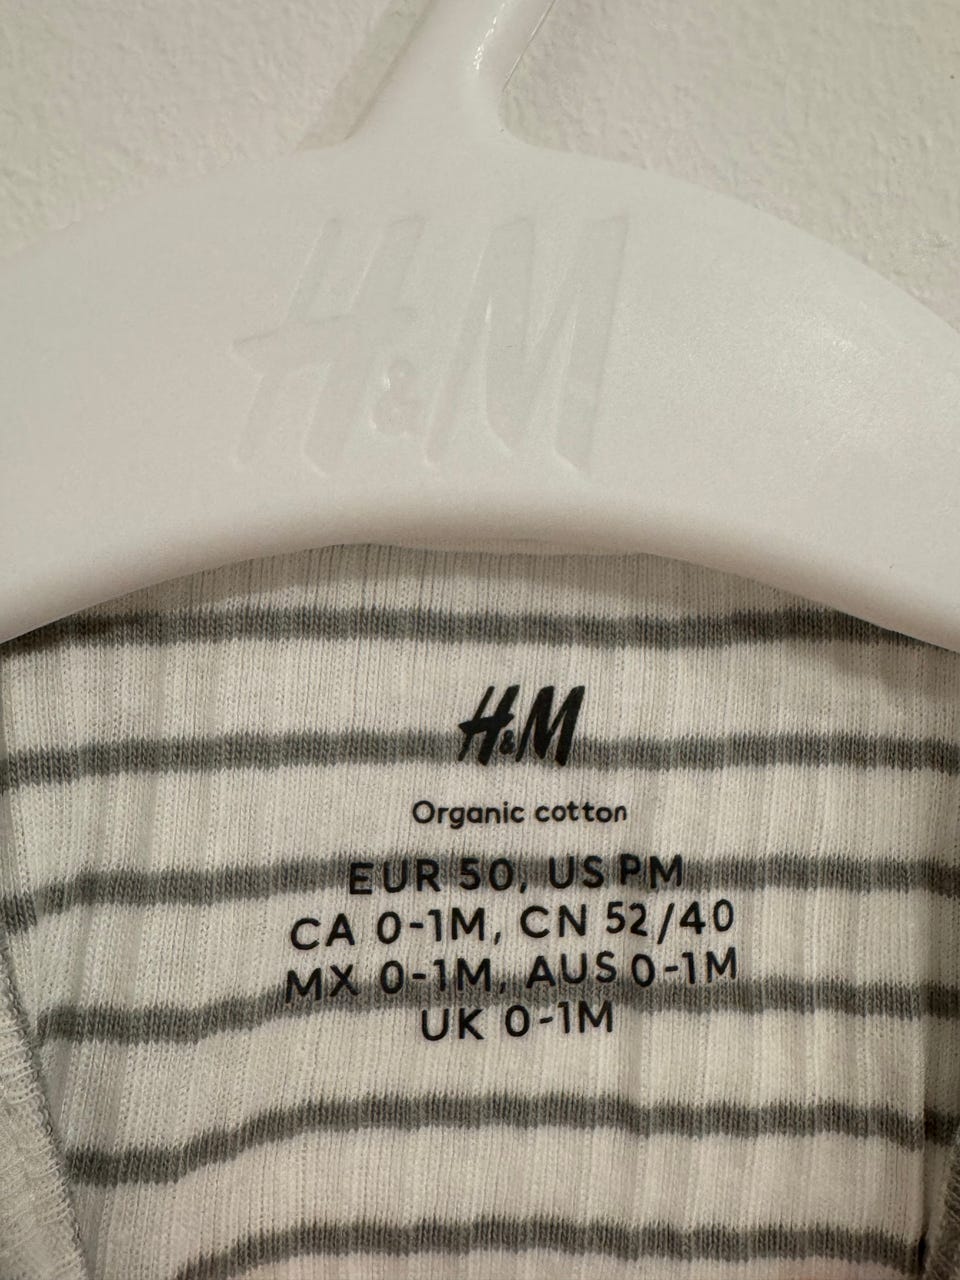 H&M
H&M
Organic cotton
EUR 50, US PM
CA 0-1M, CN 52/40
MX 0-1M, AUS 0-1M
UK 0-1M